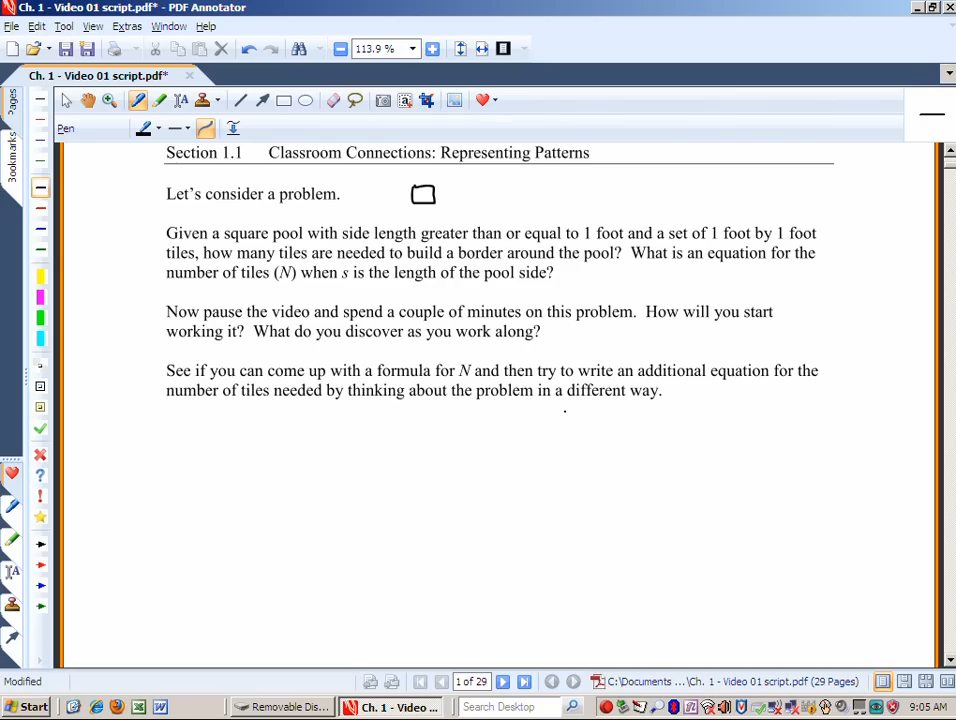 Ch. 1 - Video 01 script.pdf* - PDF Annotator
File Edit Tool View Extras Window Help
113.9 %
Ch. 1 - Video 01 script.pdf*
Pages
Bookmarks
Pen
Section 1.1 Classroom Connections: Representing Patterns
Let's consider a problem.
Given a square pool with side length greater than or equal to 1 foot and a set of 1 foot by 1 foot
tiles, how many tiles are needed to build a border around the pool? What is an equation for the
number of tiles (N) when s is the length of the pool side?
Now pause the video and spend a couple of minutes on this problem. How will you start
working it? What do you discover as you work along?
See if you can come up with a formula for N and then try to write an additional equation for the
number of tiles needed by thinking about the problem in a different way.
Modified
1 of 29
C:\Documents ...\Ch. 1 - Video 01 script.pdf (29 Pages)
Start
Removable Dis...
Ch. 1 - Video ...
Search Desktop
9:05 AM